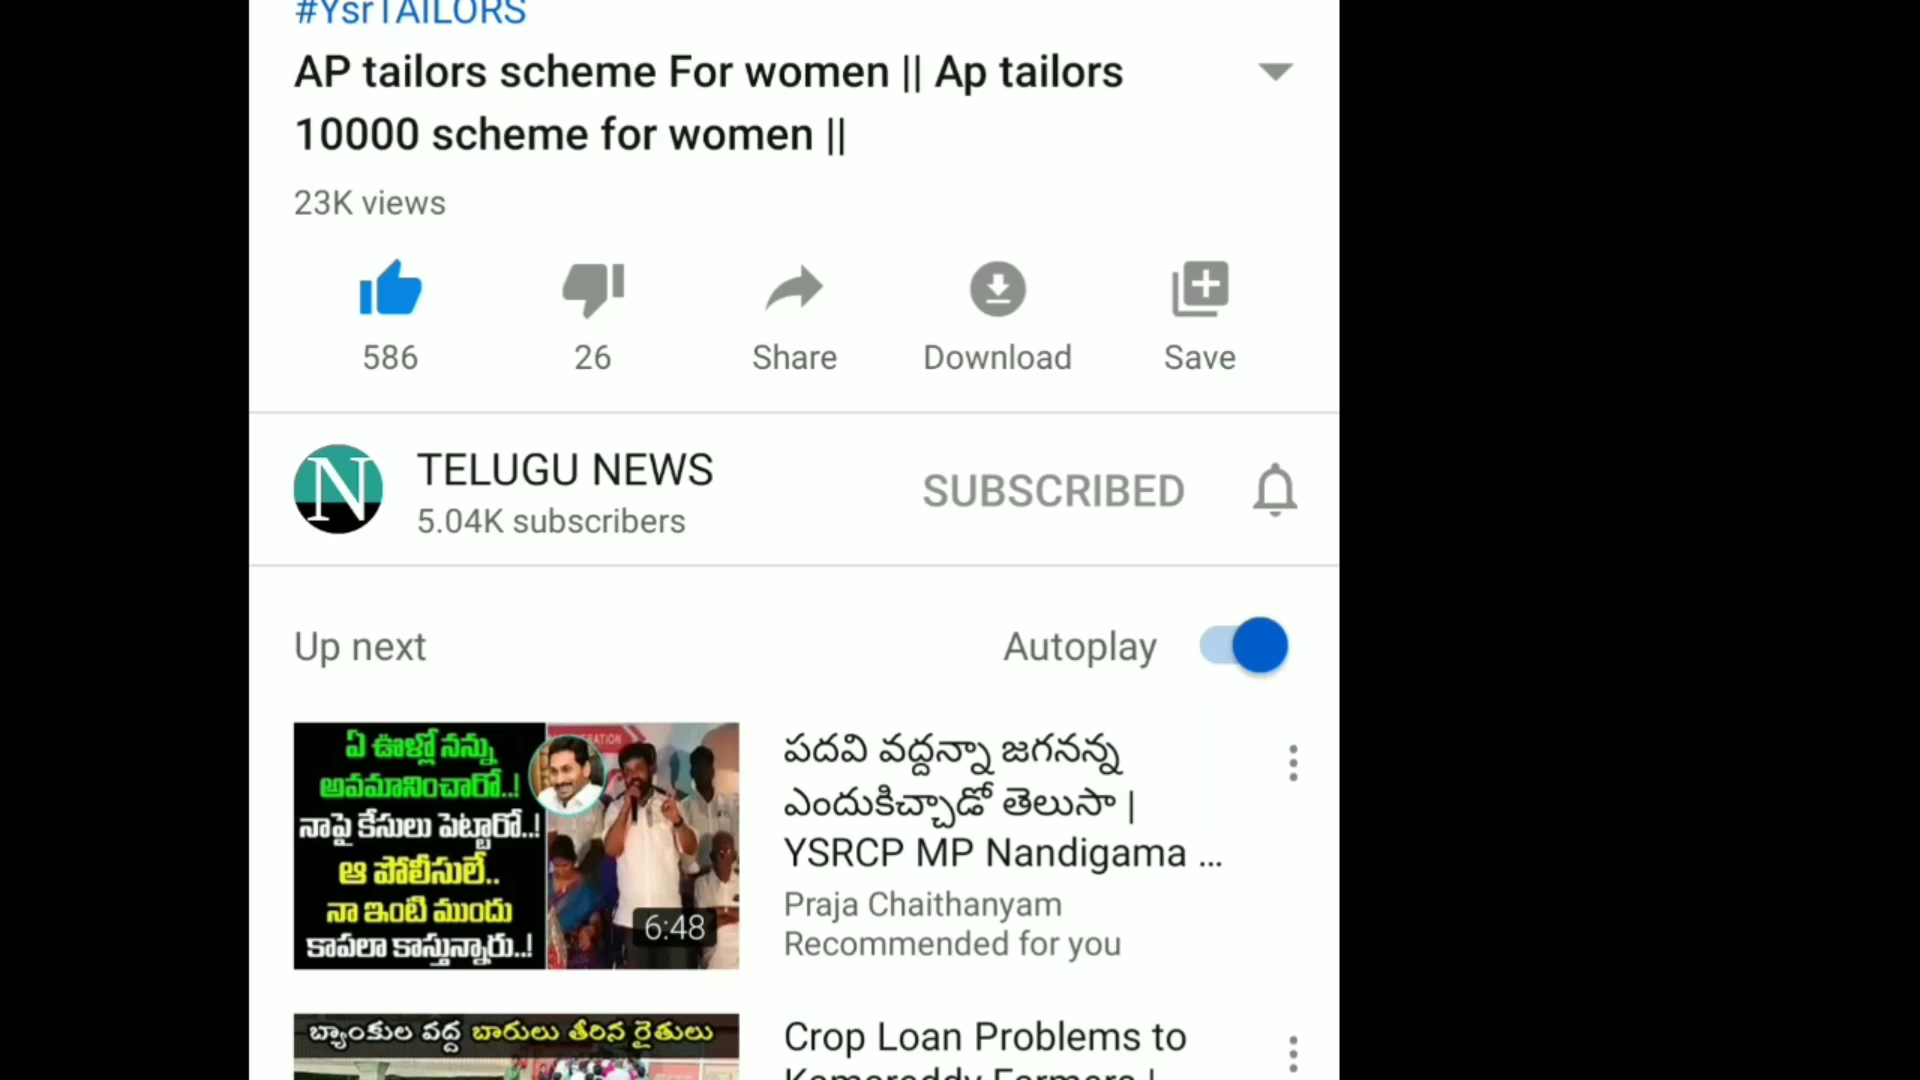 #YsrTAILORS
AP tailors scheme For women || Ap tailors
10000 scheme for women ||
23K views
586
26
Share
Download
Save
N
TELUGU NEWS
5.04K subscribers
SUBSCRIBED
Up next
Autoplay
ఏ ఊళ్లో నన్ను
అవమానించారో..!
నాపై కేసులు పెట్టారో..!
ఆ పోలీసులే..
నా ఇంటి ముందు
కాపలా కాస్తున్నారు..!
6:48
పదవి వద్దన్నా జగనన్న
ఎందుకిచ్చాడో తెలుసా |
YSRCP MP Nandigama ...
Praja Chaithanyam
Recommended for you
బ్యాంకుల వద్ద బారులు తీరిన రైతులు
Crop Loan Problems to
Kamareddy Farmers |